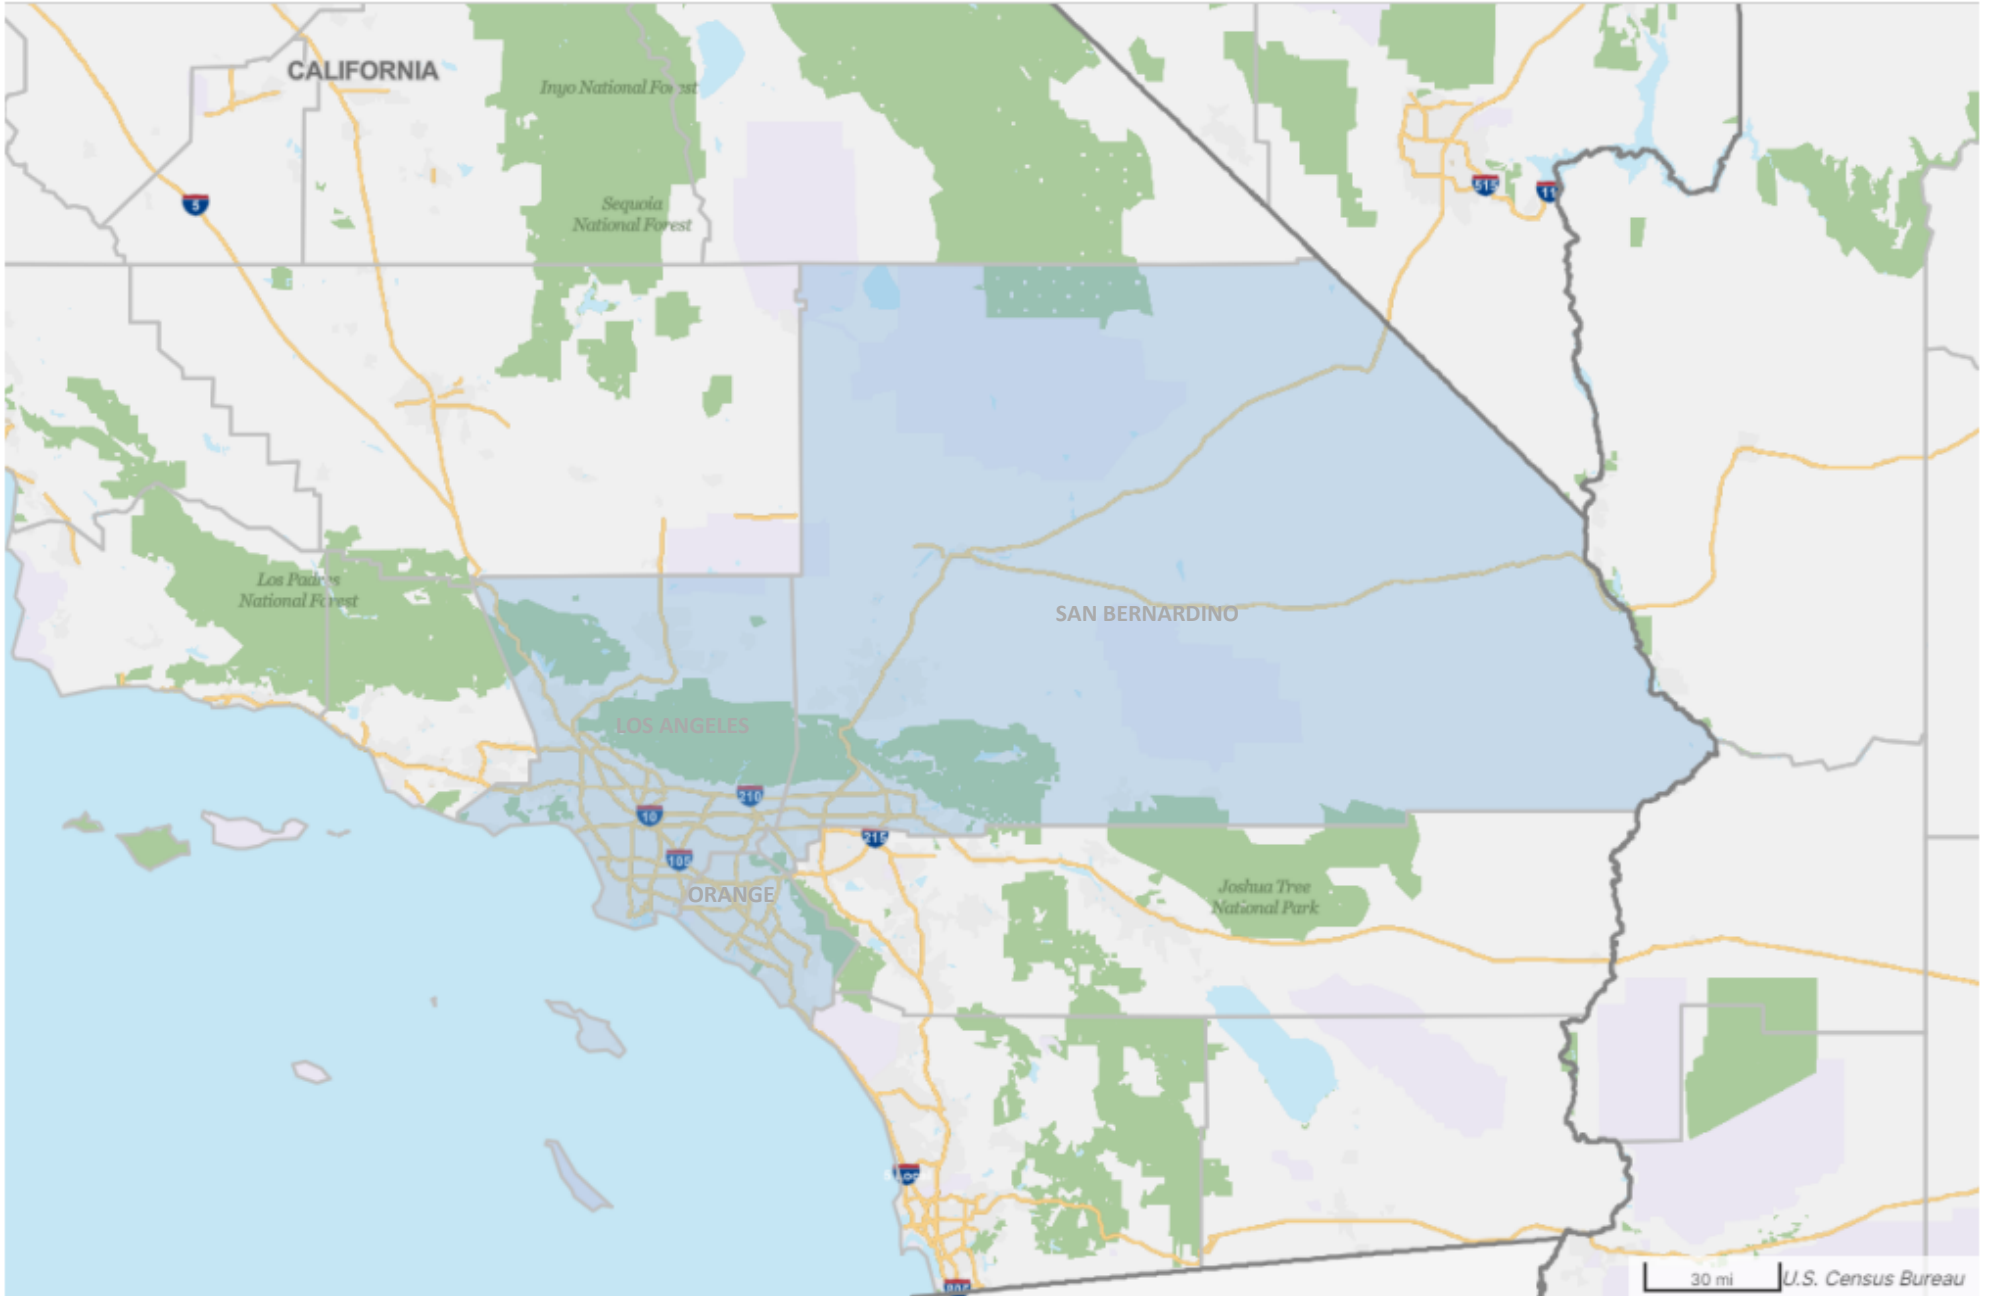 CALIFORNIA
Inyo National Forest
Sequoia
National Forest
515
11
5
Los Padres
National Forest
SAN BERNARDINO
LOS ANGELES
210
10
215
105
ORANGE
Joshua Tree
National Park
30 mi
U.S. Census Bureau